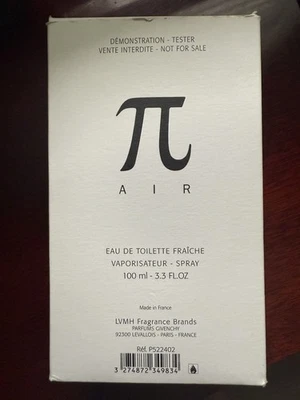 DÉMONSTRATION - TESTER
VENTE INTERDITE - NOT FOR SALE
π
AIR
EAU DE TOILETTE FRAÎCHE
VAPORISATEUR - SPRAY
100 ml - 3.3 FL.OZ
Made in France
LVMH Fragrance Brands
PARFUMS GIVENCHY
92300 LEVALLOIS - PARIS - FRANCE
Réf. P522402
3 274872 349834